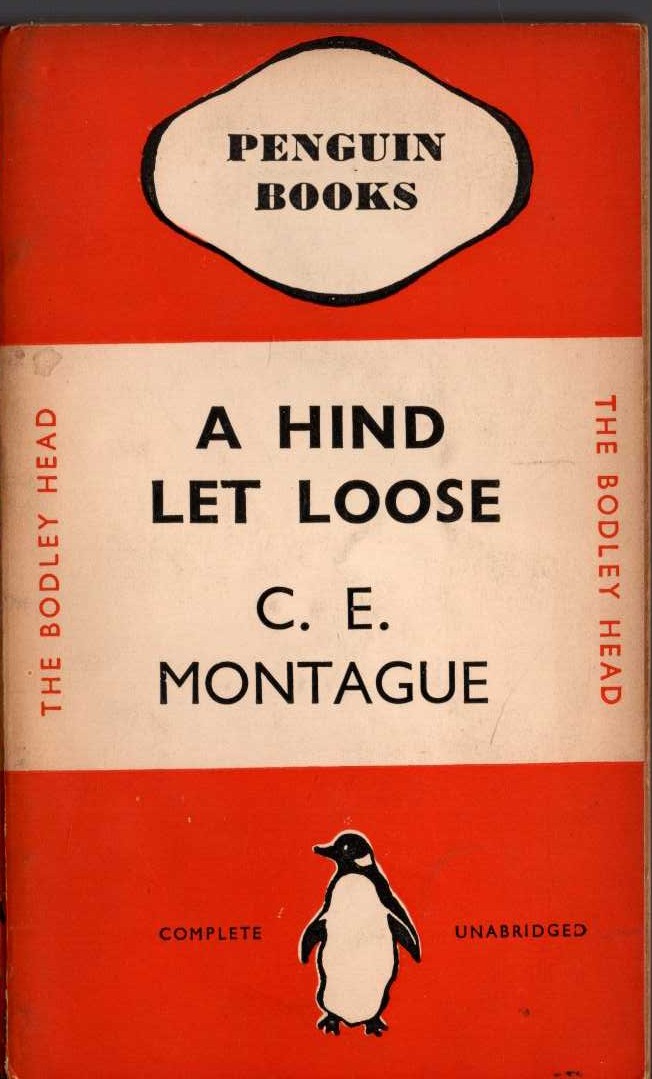 PENGUIN
BOOKS
A HIND
LET LOOSE
C. E.
MONTAGUE
THE BODLEY HEAD
THE BODLEY HEAD
COMPLETE
UNABRIDGED